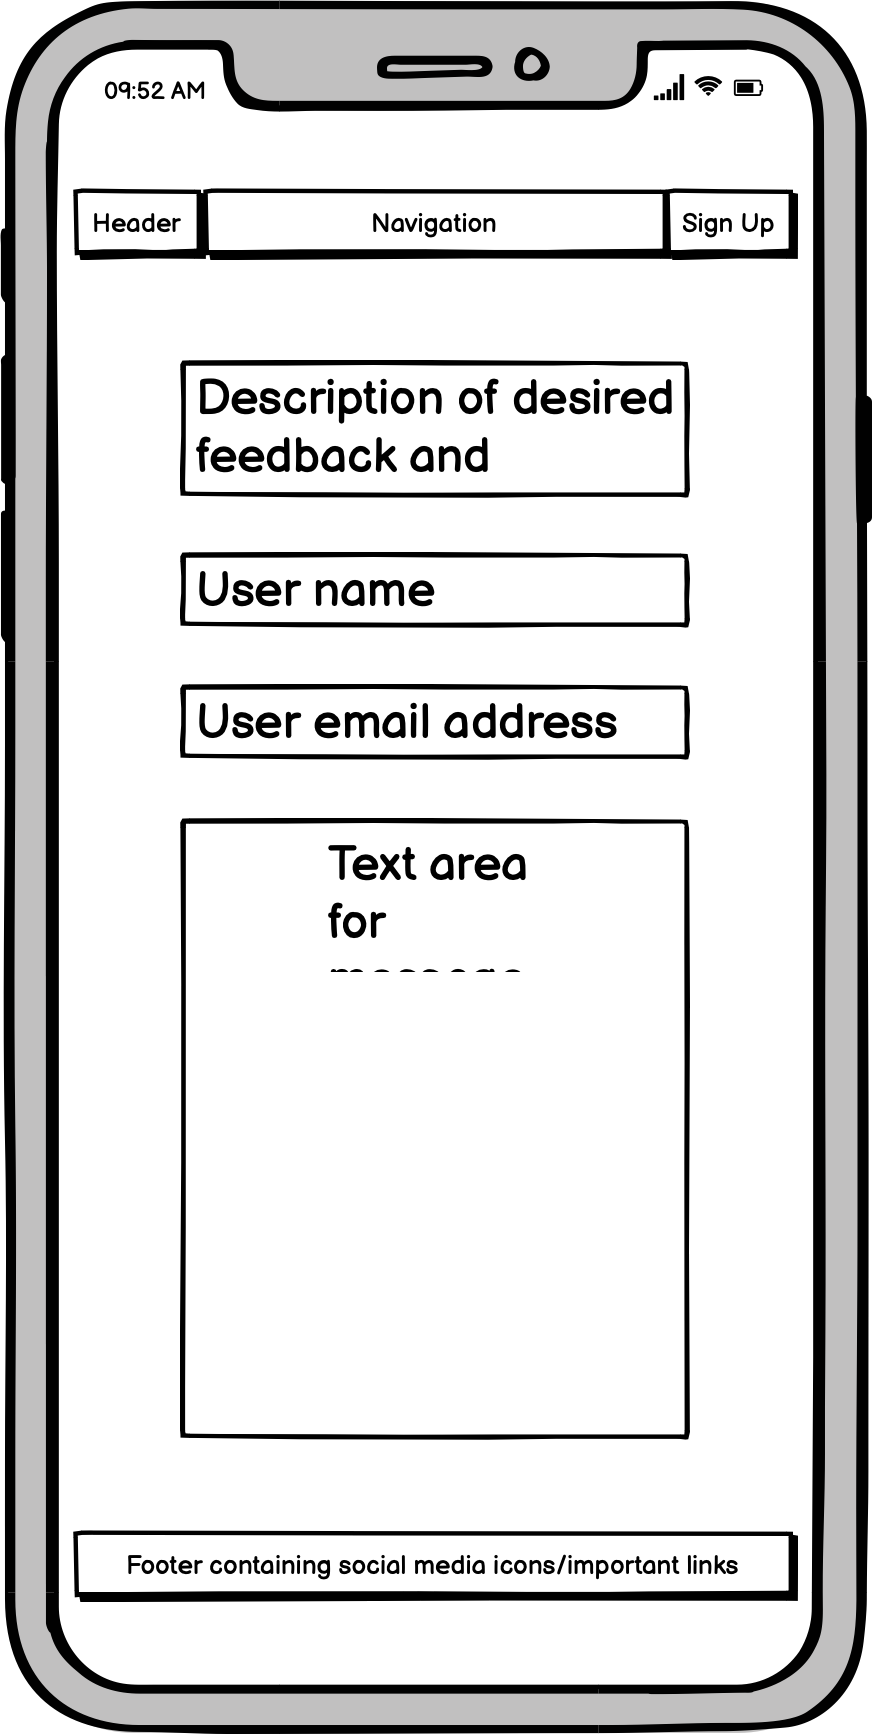 09:52 AM
Header Navigation Sign Up
Description of desired
feedback and
User name
User email address
Text area
for
Footer containing social media icons/important links